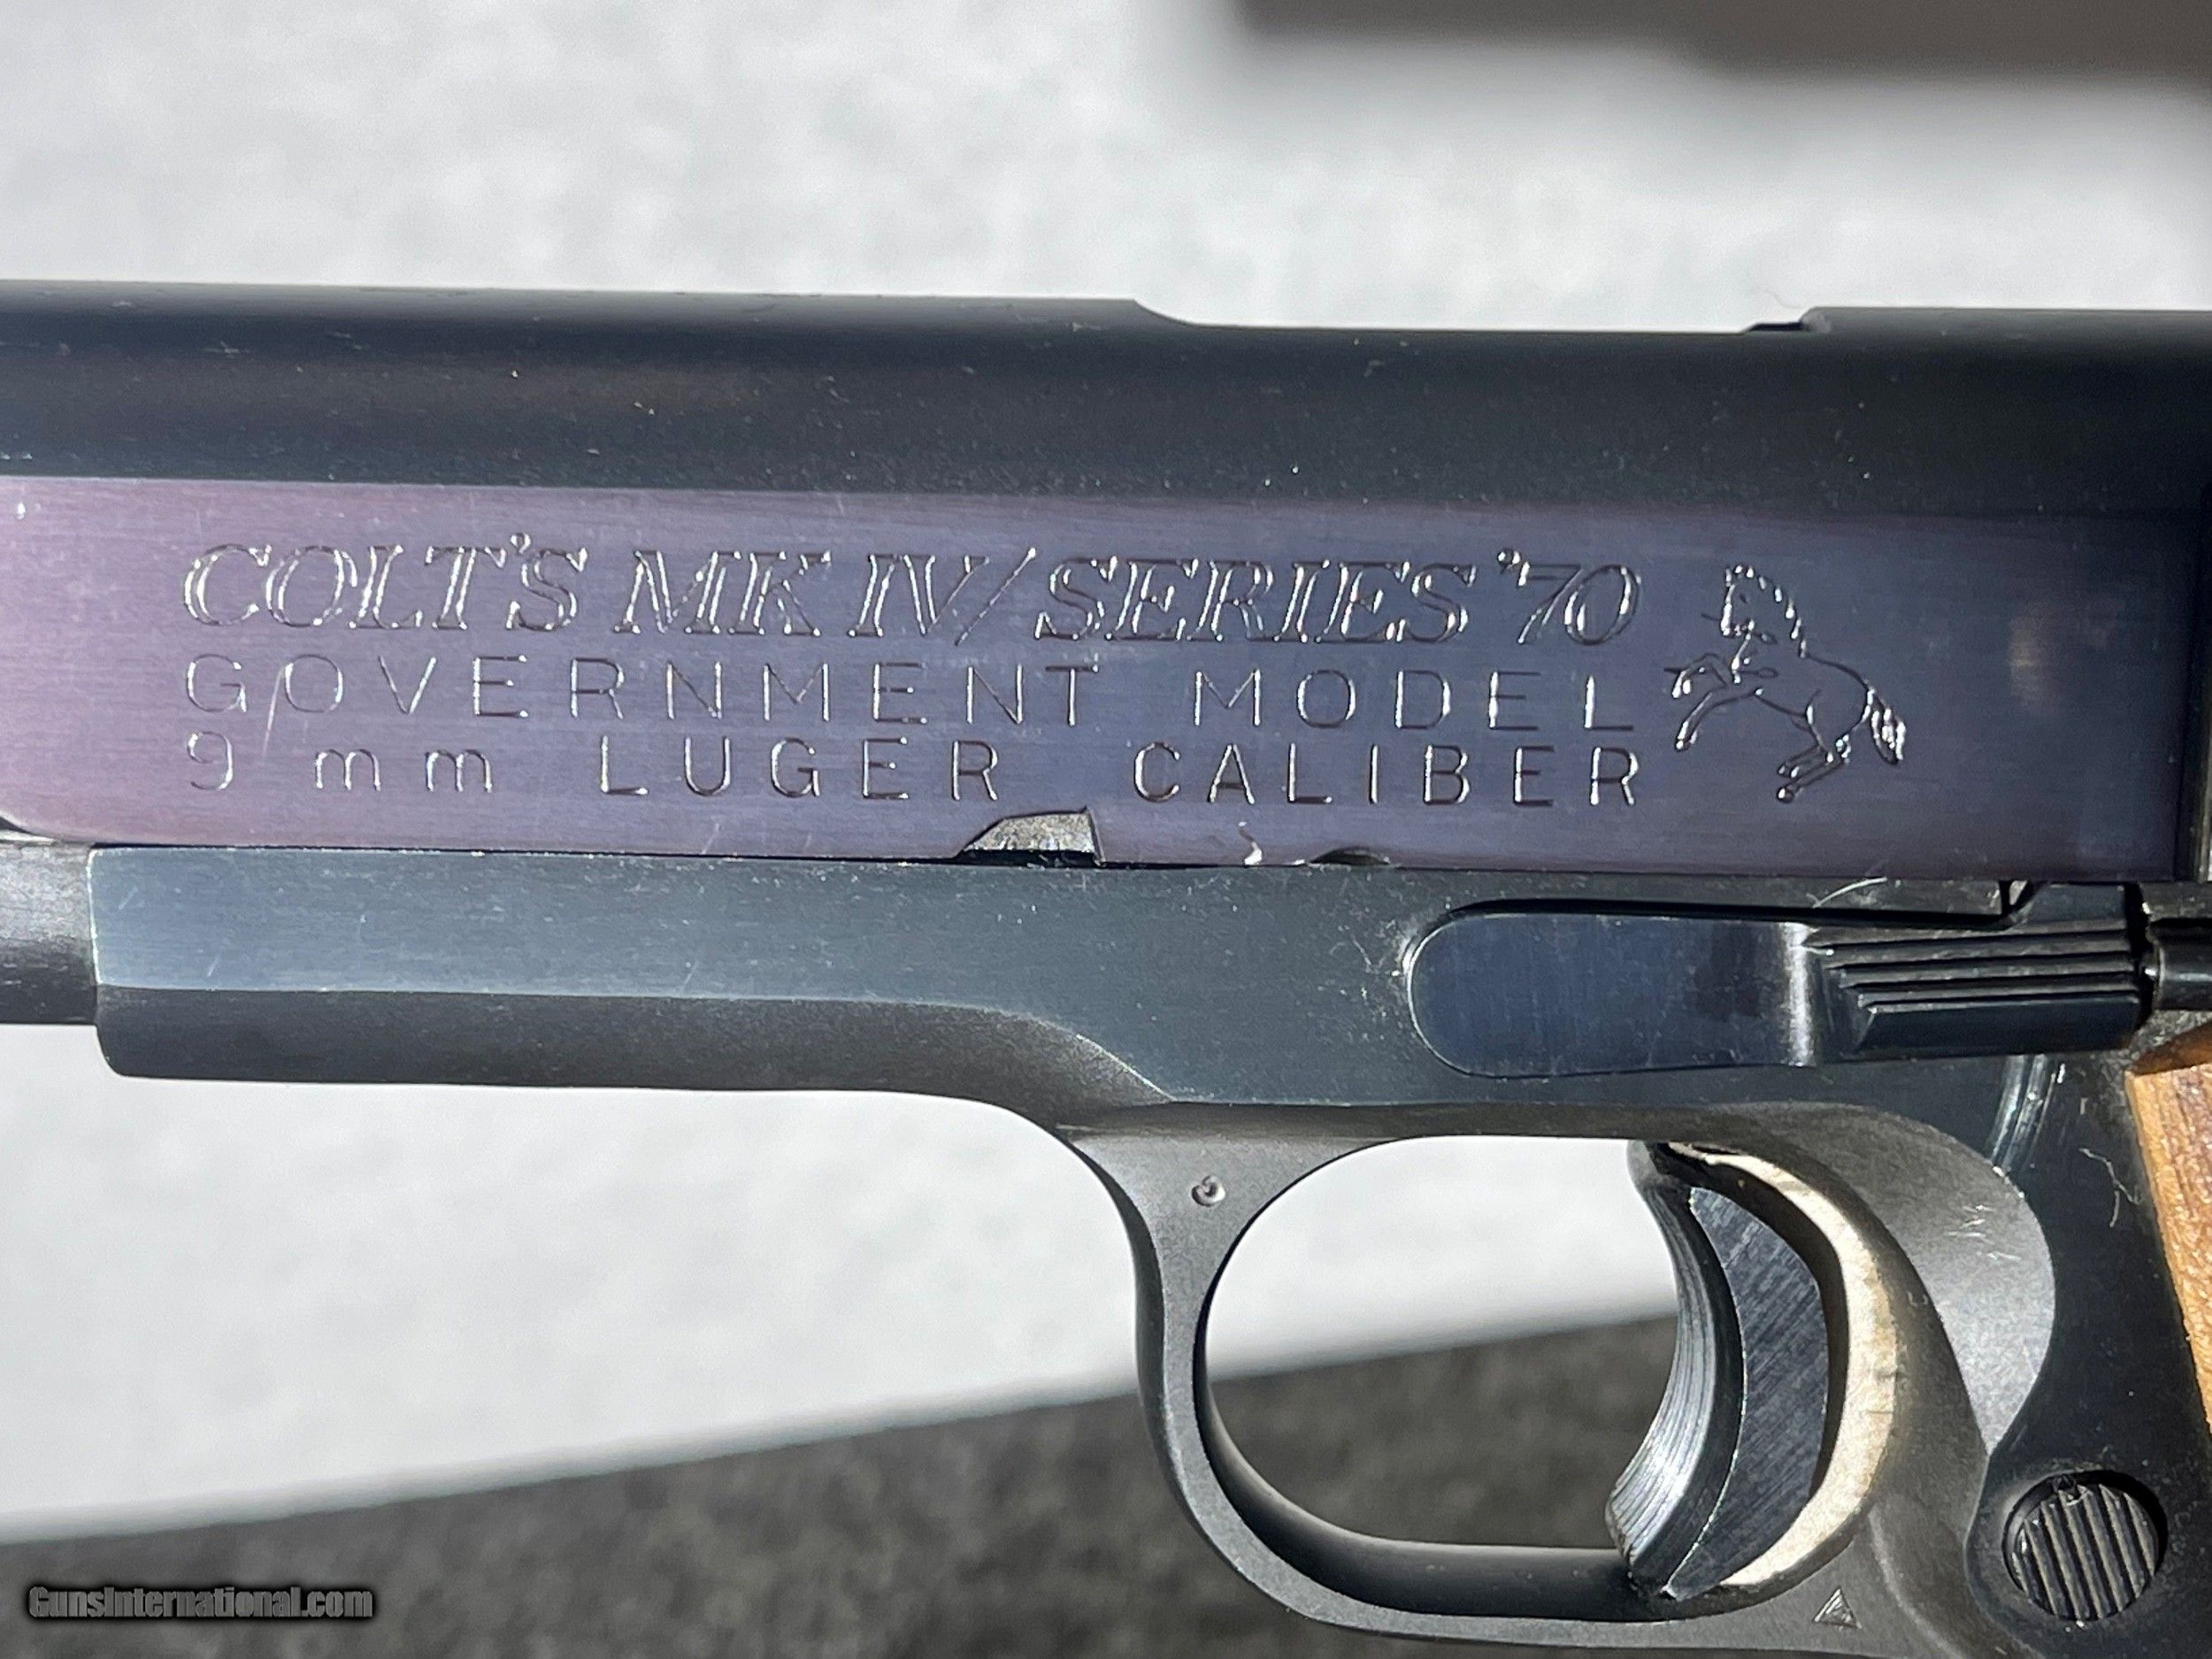 COLT'S MK IV/SERIES '70
GOVERNMENT MODEL
9 mm LUGER CALIBER
GunsInternational.com